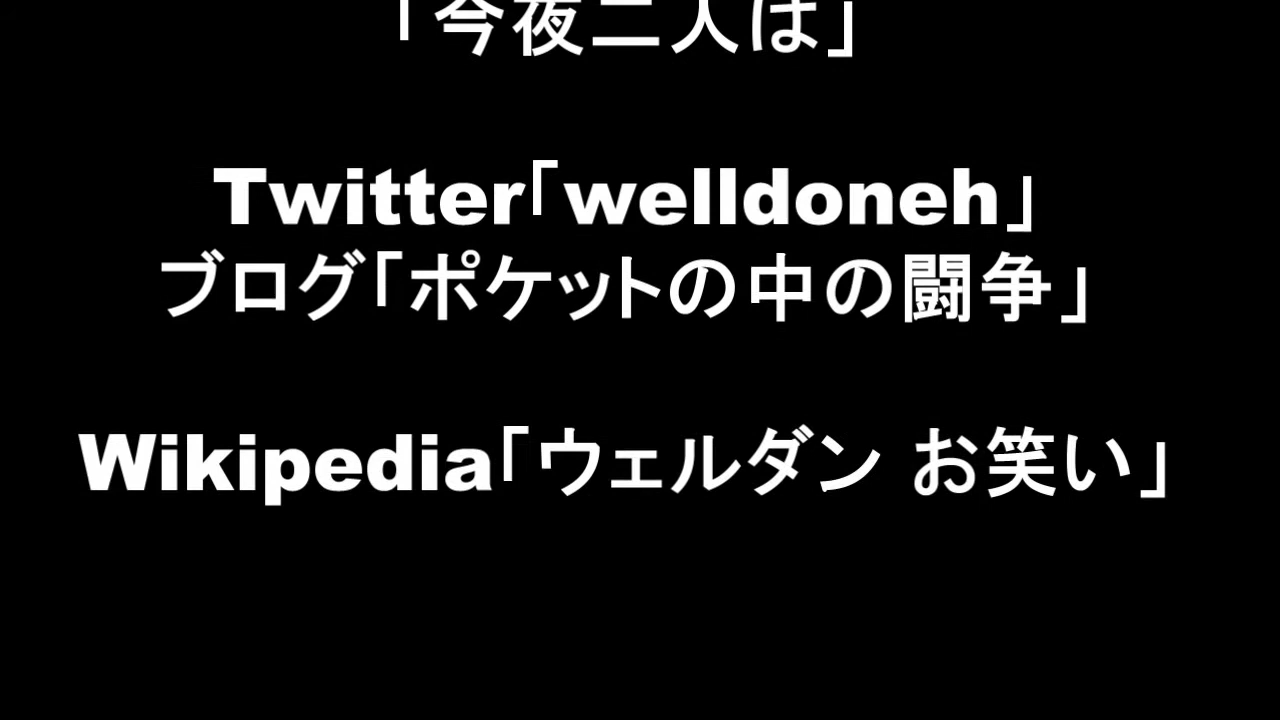 「今夜二人は」
Twitter「welldoneh」
ブログ「ポケットの中の闘争」
Wikipedia「ウェルダン お笑い」